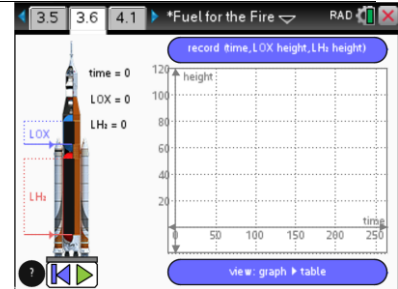 3.5 3.6 4.1 *Fuel for the Fire RAD
record (time,LOX height,LH₂ height)
time = 0
LOX = 0
LH₂ = 0
LOX
LH₂
120 height
100
80
60
40
20
0 50 100 150 200 250
time
?
view: graph ▸ table